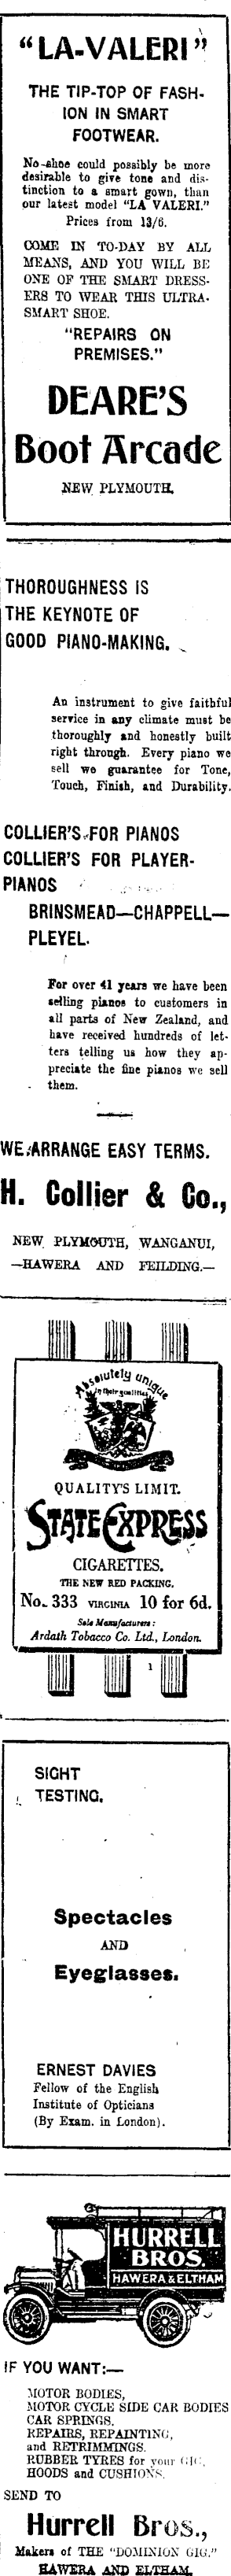 "LA-VALERI"
THE TIP-TOP OF FASH-
ION IN SMART
FOOTWEAR.
No shoe could possibly be more
desirable to give tone and dis-
tinction to a smart gown, than
our latest model "LA VALERI."
Prices from 13/6.
COME IN TO-DAY BY ALL
MEANS, AND YOU WILL BE
ONE OF THE SMART DRESS-
ERS TO WEAR THIS ULTRA-
SMART SHOE.
"REPAIRS ON
PREMISES."
DEARE'S
Boot Arcade
NEW PLYMOUTH.
THOROUGHNESS IS
THE KEYNOTE OF
GOOD PIANO-MAKING.
An instrument to give faithful
service in any climate must be
thoroughly and honestly built
right through. Every piano we
sell we guarantee for Tone,
Touch, Finish, and Durability.
COLLIER'S FOR PIANOS
COLLIER'S FOR PLAYER-
PIANOS
BRINSMEAD—CHAPPELL—
PLEYEL.
For over 41 years we have been
selling pianos to customers in
all parts of New Zealand, and
have received hundreds of let-
ters telling us how they ap-
preciate the fine pianos we sell
them.
WE ARRANGE EASY TERMS.
H. Collier & Co.,
NEW PLYMOUTH, WANGANUI,
—HAWERA AND FEILDING.—
Absolutely unique
in their qualities
QUALITY'S LIMIT.
STATE EXPRESS
CIGARETTES.
THE NEW RED PACKING.
No. 333 VIRGINIA 10 for 6d.
Sole Manufacturers:
Ardath Tobacco Co. Ltd., London.
1
SIGHT
TESTING.
Spectacles
AND
Eyeglasses.
ERNEST DAVIES
Fellow of the English
Institute of Opticians
(By Exam. in London).
HURRELL
BROS.
HAWERA & ELTHAM
IF YOU WANT:—
MOTOR BODIES,
MOTOR CYCLE SIDE CAR BODIES
CAR SPRINGS.
REPAIRS, REPAINTING,
and RETRIMMINGS.
RUBBER TYRES for your GIG,
HOODS and CUSHIONS.
SEND TO
Hurrell Bros.,
Makers of THE "DOMINION GIG."
HAWERA AND ELTHAM.